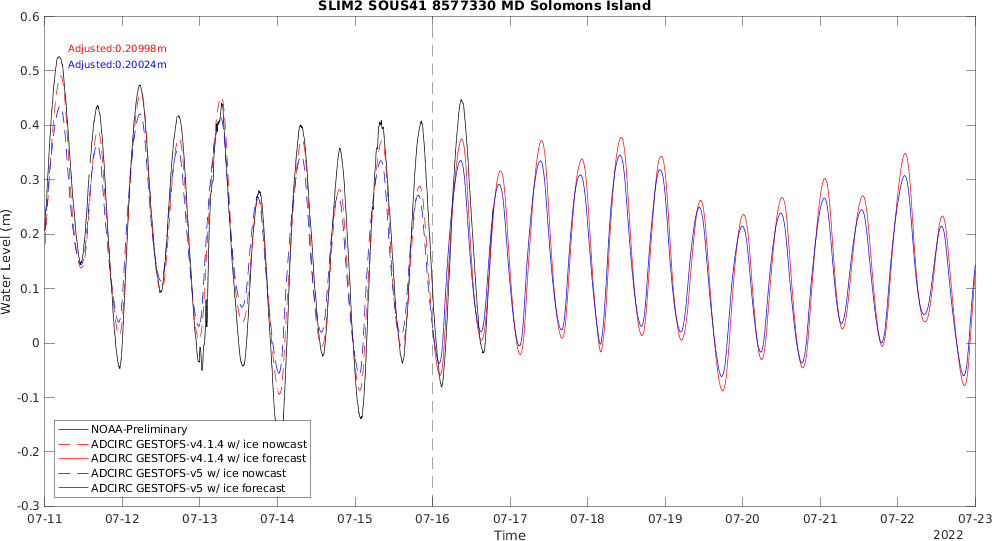 SLIM2 SOUS41 8577330 MD Solomons Island
0.6
0.5
0.4
0.3
0.2
0.1
0
-0.1
-0.2
-0.3
Water Level (m)
Adjusted:0.20998m
Adjusted:0.20024m
NOAA-Preliminary
ADCIRC GESTOFS-v4.1.4 w/ ice nowcast
ADCIRC GESTOFS-v4.1.4 w/ ice forecast
ADCIRC GESTOFS-v5 w/ ice nowcast
ADCIRC GESTOFS-v5 w/ ice forecast
07-11 07-12 07-13 07-14 07-15 07-16 07-17 07-18 07-19 07-20 07-21 07-22 07-23
Time
2022